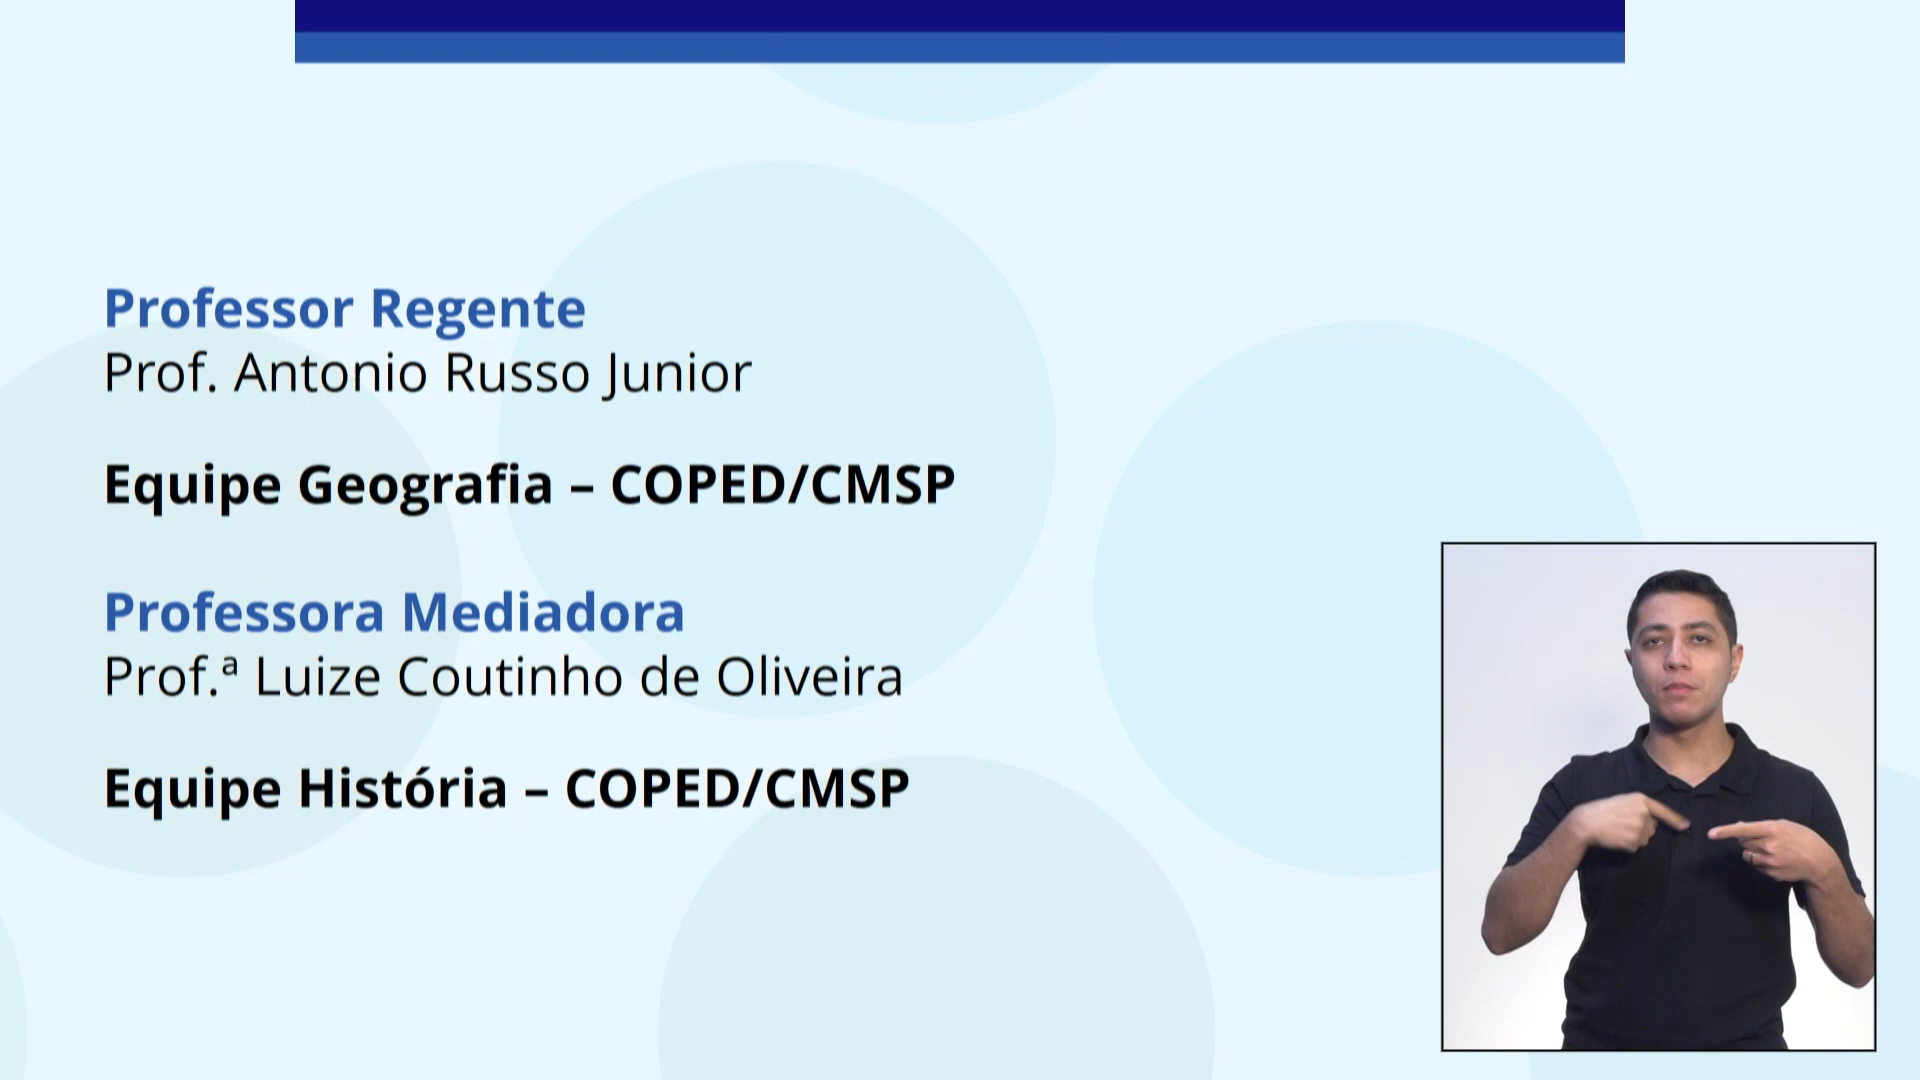 Professor Regente
Prof. Antonio Russo Junior
Equipe Geografia – COPED/CMSP
Professora Mediadora
Prof.ª Luize Coutinho de Oliveira
Equipe História – COPED/CMSP